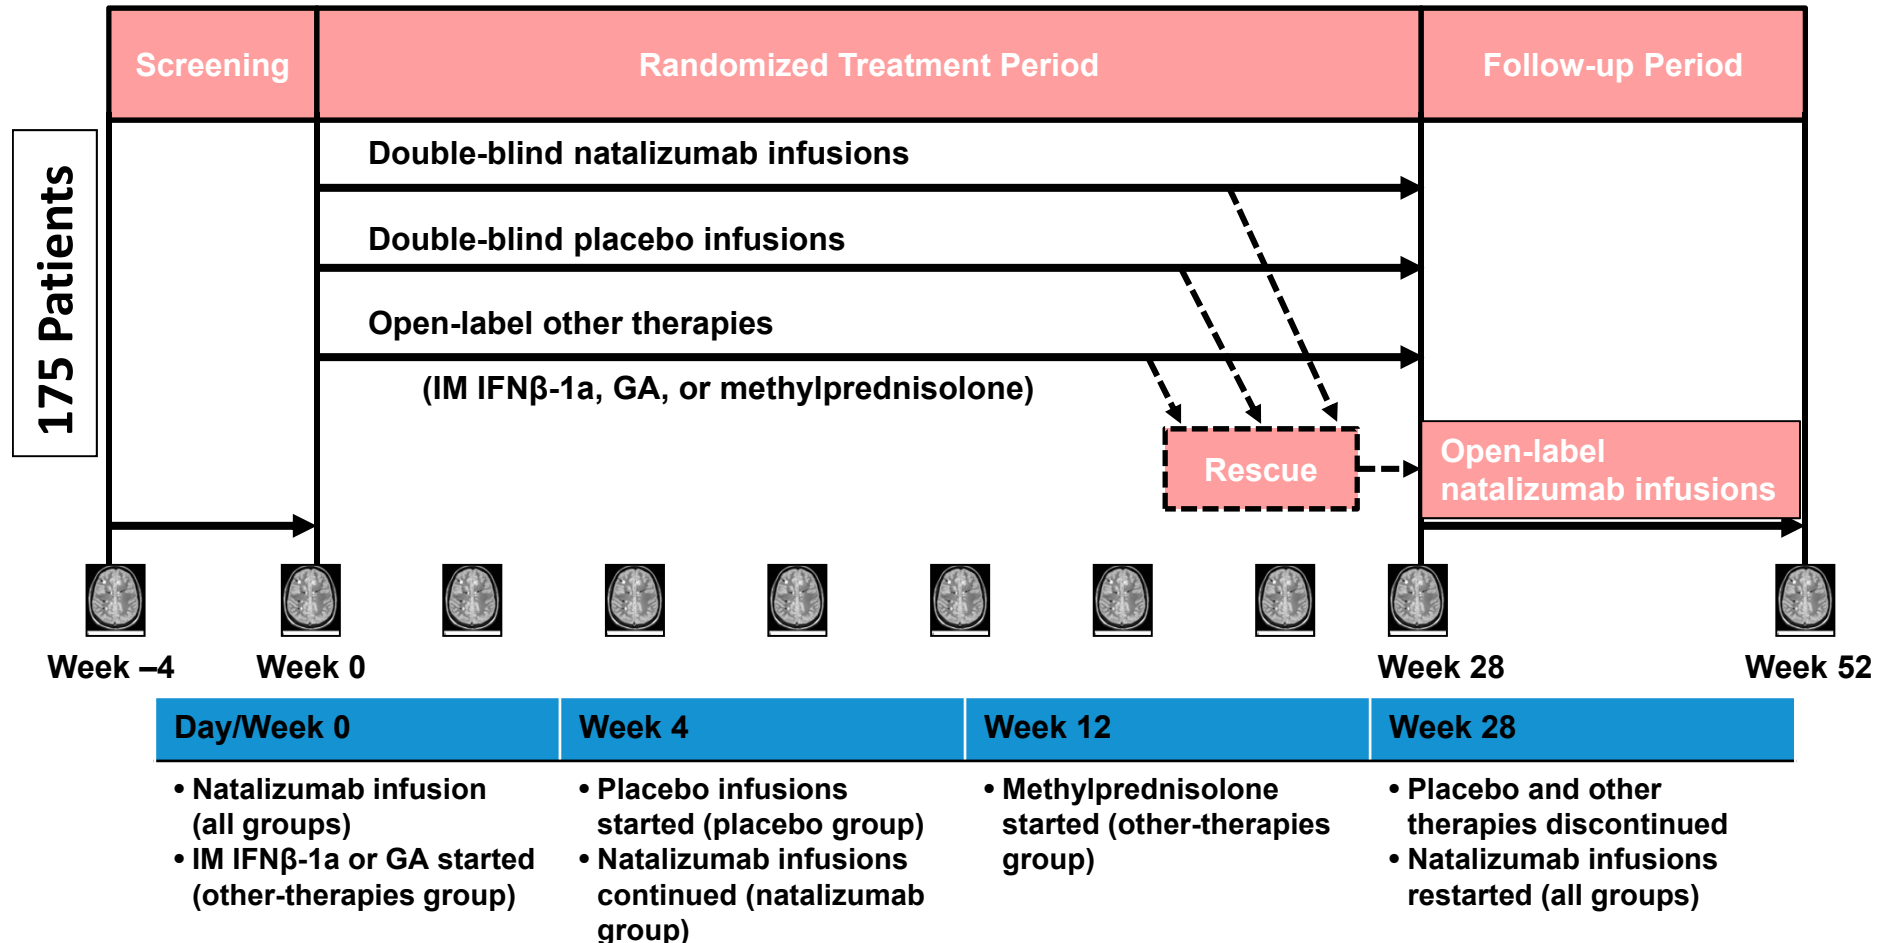 Screening
Randomized Treatment Period
Follow-up Period
175 Patients
Double-blind natalizumab infusions
Double-blind placebo infusions
Open-label other therapies
(IM IFNβ-1a, GA, or methylprednisolone)
Rescue
Open-label
natalizumab infusions
Week –4
Week 0
Week 28
Week 52
Day/Week 0
• Natalizumab infusion
(all groups)
• IM IFNβ-1a or GA started
(other-therapies group)
Week 4
• Placebo infusions
started (placebo group)
• Natalizumab infusions
continued (natalizumab
group)
Week 12
• Methylprednisolone
started (other-therapies
group)
Week 28
• Placebo and other
therapies discontinued
• Natalizumab infusions
restarted (all groups)